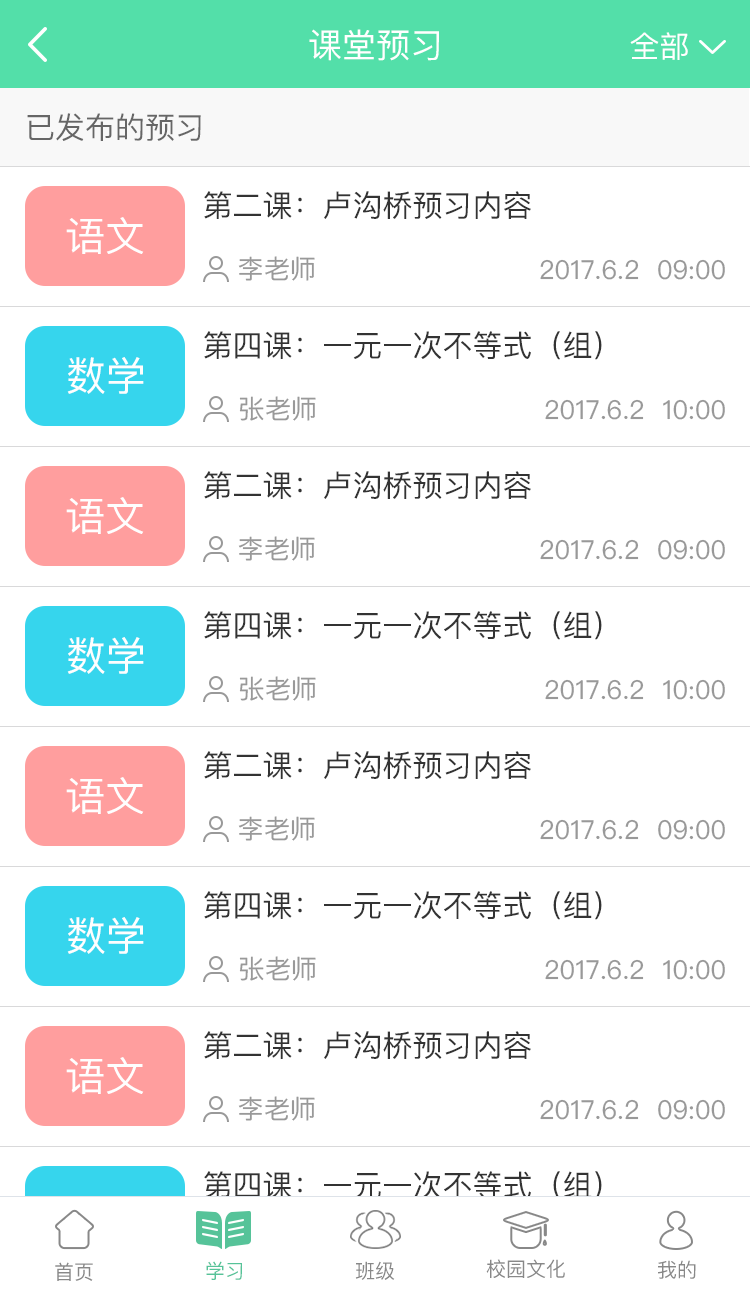 课堂预习 全部
已发布的预习
第二课：卢沟桥预习内容
语文
李老师 2017.6.2 09:00
第四课：一元一次不等式（组）
数学
张老师 2017.6.2 10:00
第二课：卢沟桥预习内容
语文
李老师 2017.6.2 09:00
第四课：一元一次不等式（组）
数学
张老师 2017.6.2 10:00
第二课：卢沟桥预习内容
语文
李老师 2017.6.2 09:00
第四课：一元一次不等式（组）
数学
张老师 2017.6.2 10:00
第二课：卢沟桥预习内容
语文
李老师 2017.6.2 09:00
第四课：一元一次不等式（组）
首页 学习 班级 校园文化 我的